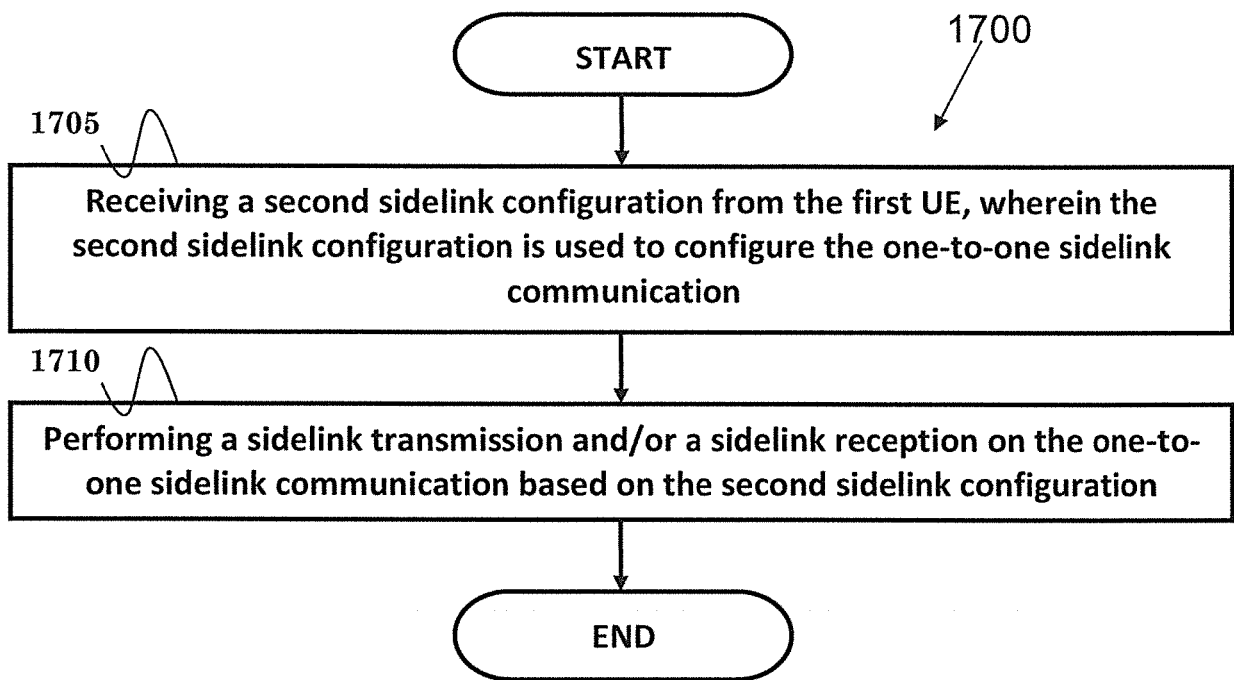 START
1700
1705
Receiving a second sidelink configuration from the first UE, wherein the
second sidelink configuration is used to configure the one-to-one sidelink
communication
1710
Performing a sidelink transmission and/or a sidelink reception on the one-to-
one sidelink communication based on the second sidelink configuration
END